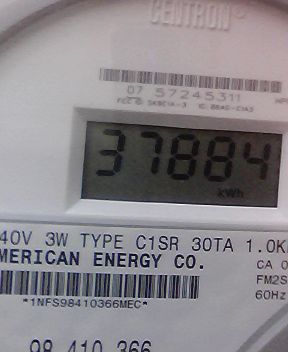 CENTRON®
07 57245311
37884
kWh
40V 3W TYPE C1SR 30TA 1.0K
MERICAN ENERGY CO.
CA 0
FM2S
60Hz
*1NFS98410366MEC*
98 410 366